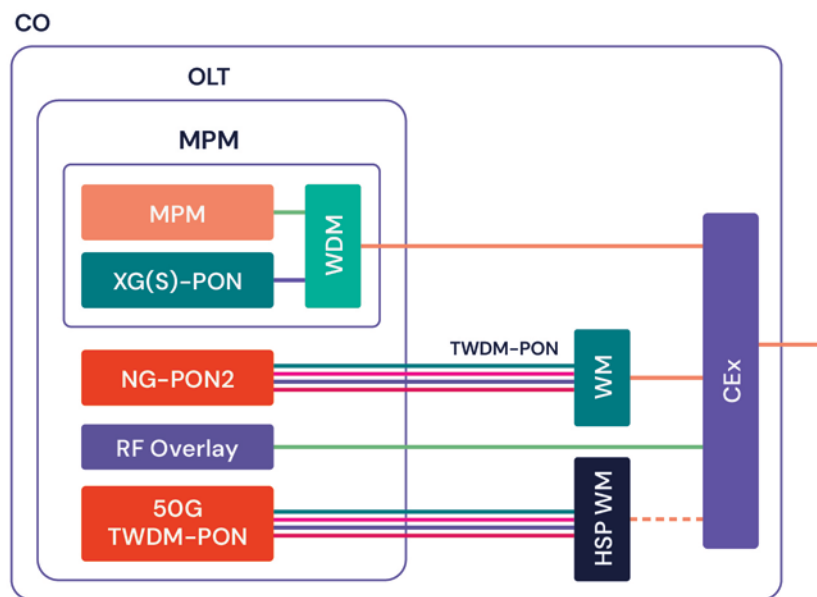 CO
OLT
MPM
MPM
WDM
XG(S)-PON
TWDM-PON
NG-PON2
WM
CEx
RF Overlay
50G
TWDM-PON
HSP WM